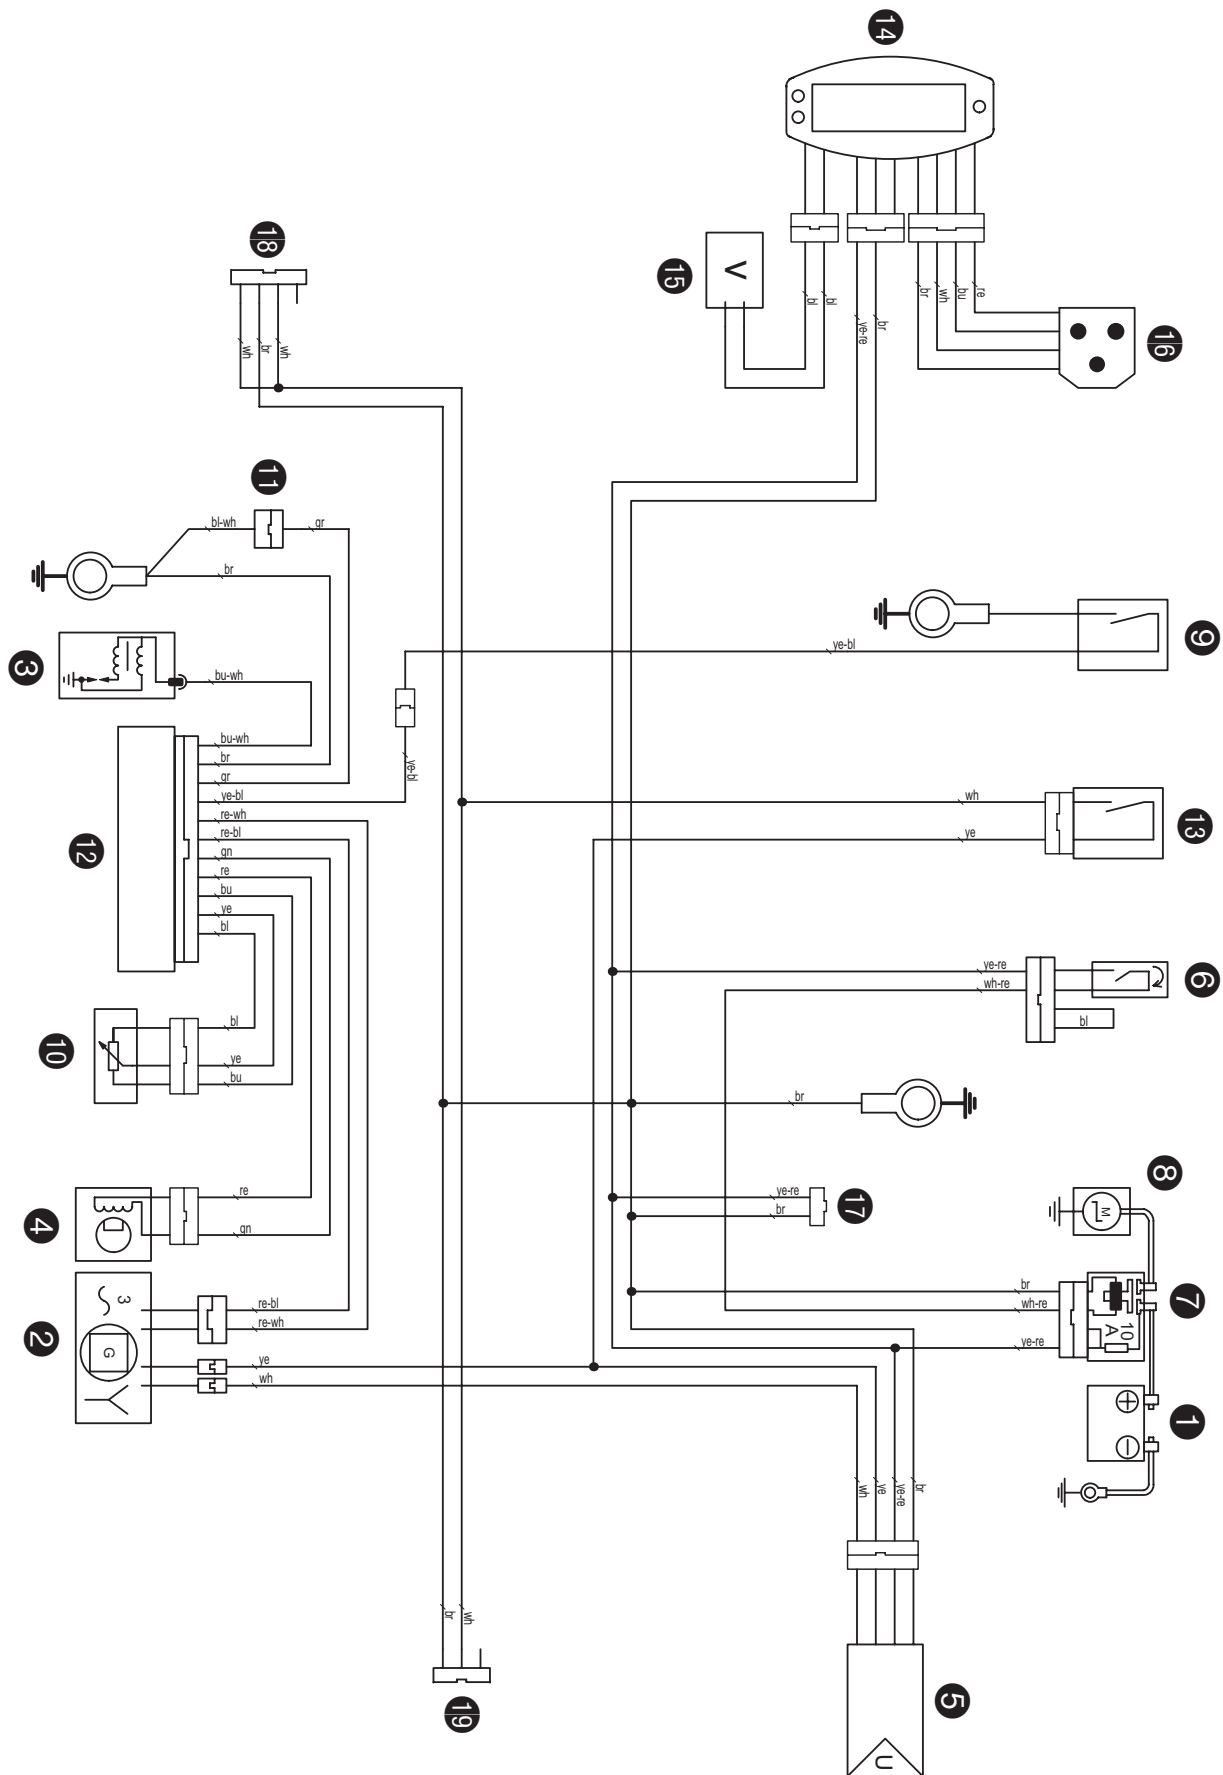 14
16
re
bu
wh
br
br
ye-re
bl
bl
V
15
18
wh
br
wh
11
bl-wh
gr
br
9
ye-bl
3
bu-wh
ye-bl
12
bu-wh
br
gr
ye-bl
re-wh
re-bl
gn
re
bu
ye
bl
13
wh
ye
6
ye-re
wh-re
bl
10
bl
ye
bu
br
8
M
17
ye-re
br
4
re
gn
7
10
A
br
wh-re
ye-re
2
3
G
re-bl
re-wh
ye
wh
1
+
−
wh
ye
ye-re
br
5
U
br
wh
19